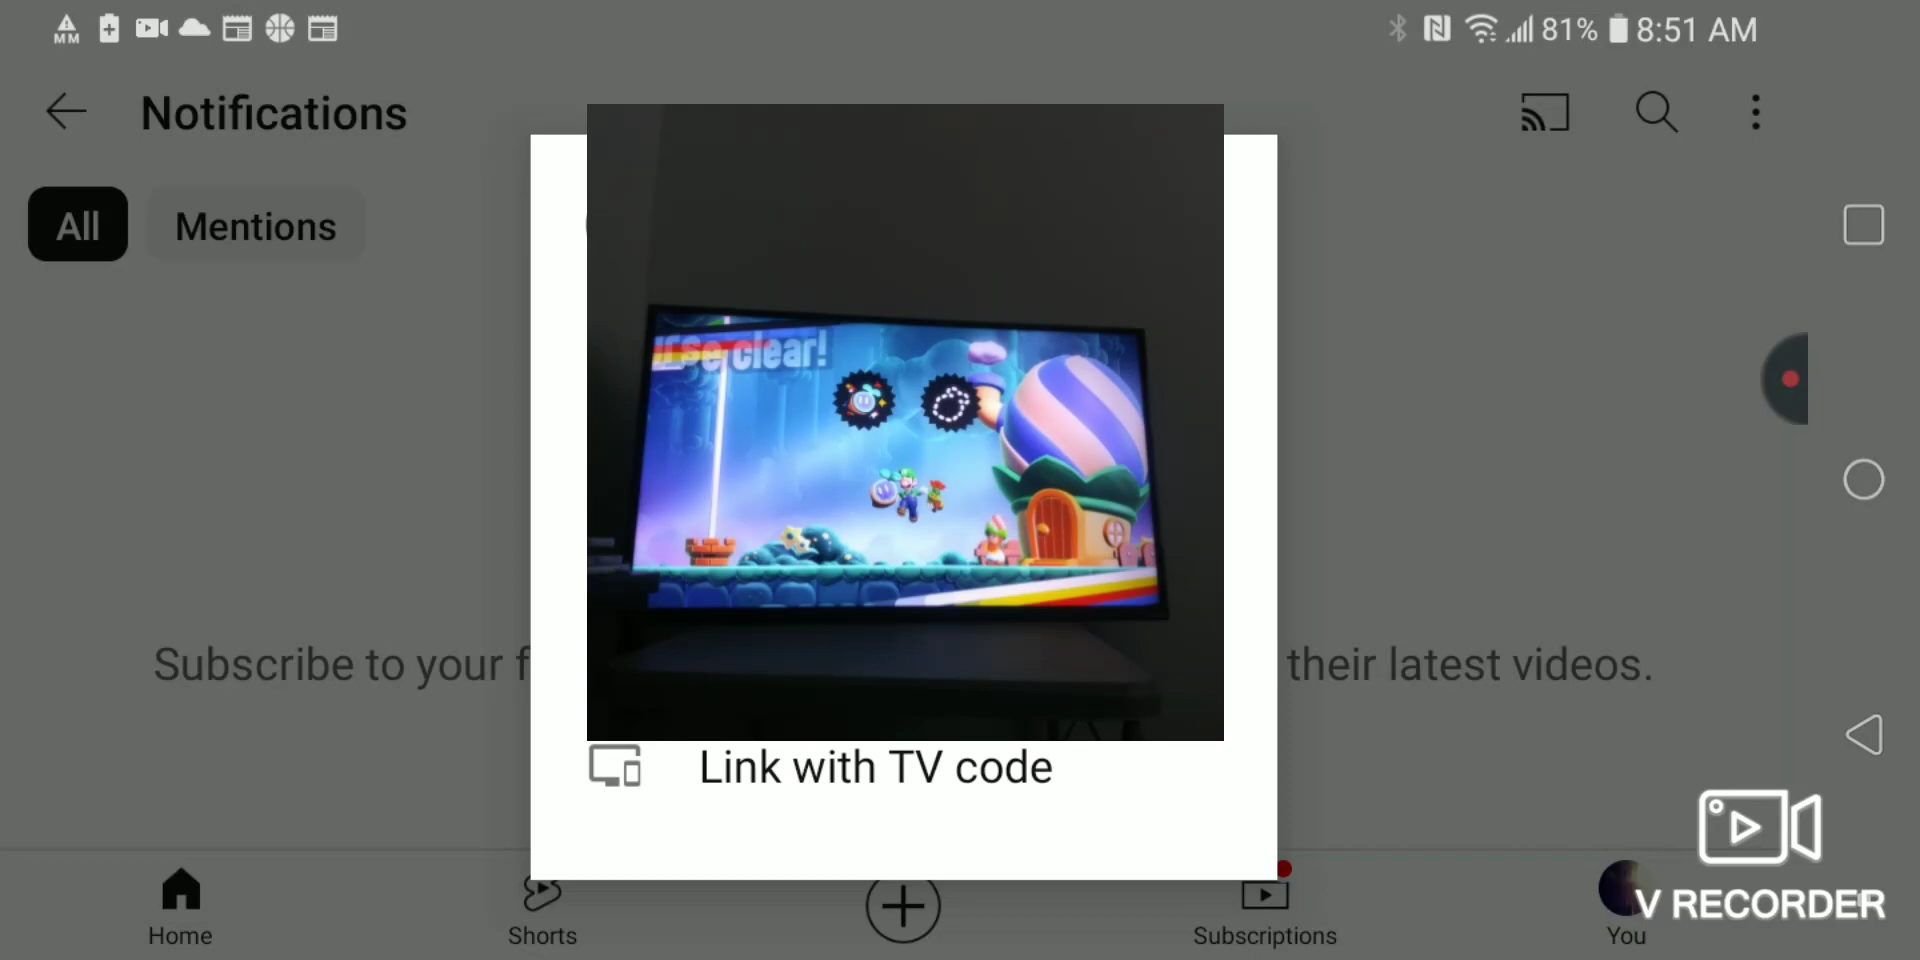 MM
81% 8:51 AM
Notifications
All
Mentions
clear!
Subscribe to your f
their latest videos.
Link with TV code
Home
Shorts
Subscriptions
You
V RECORDER